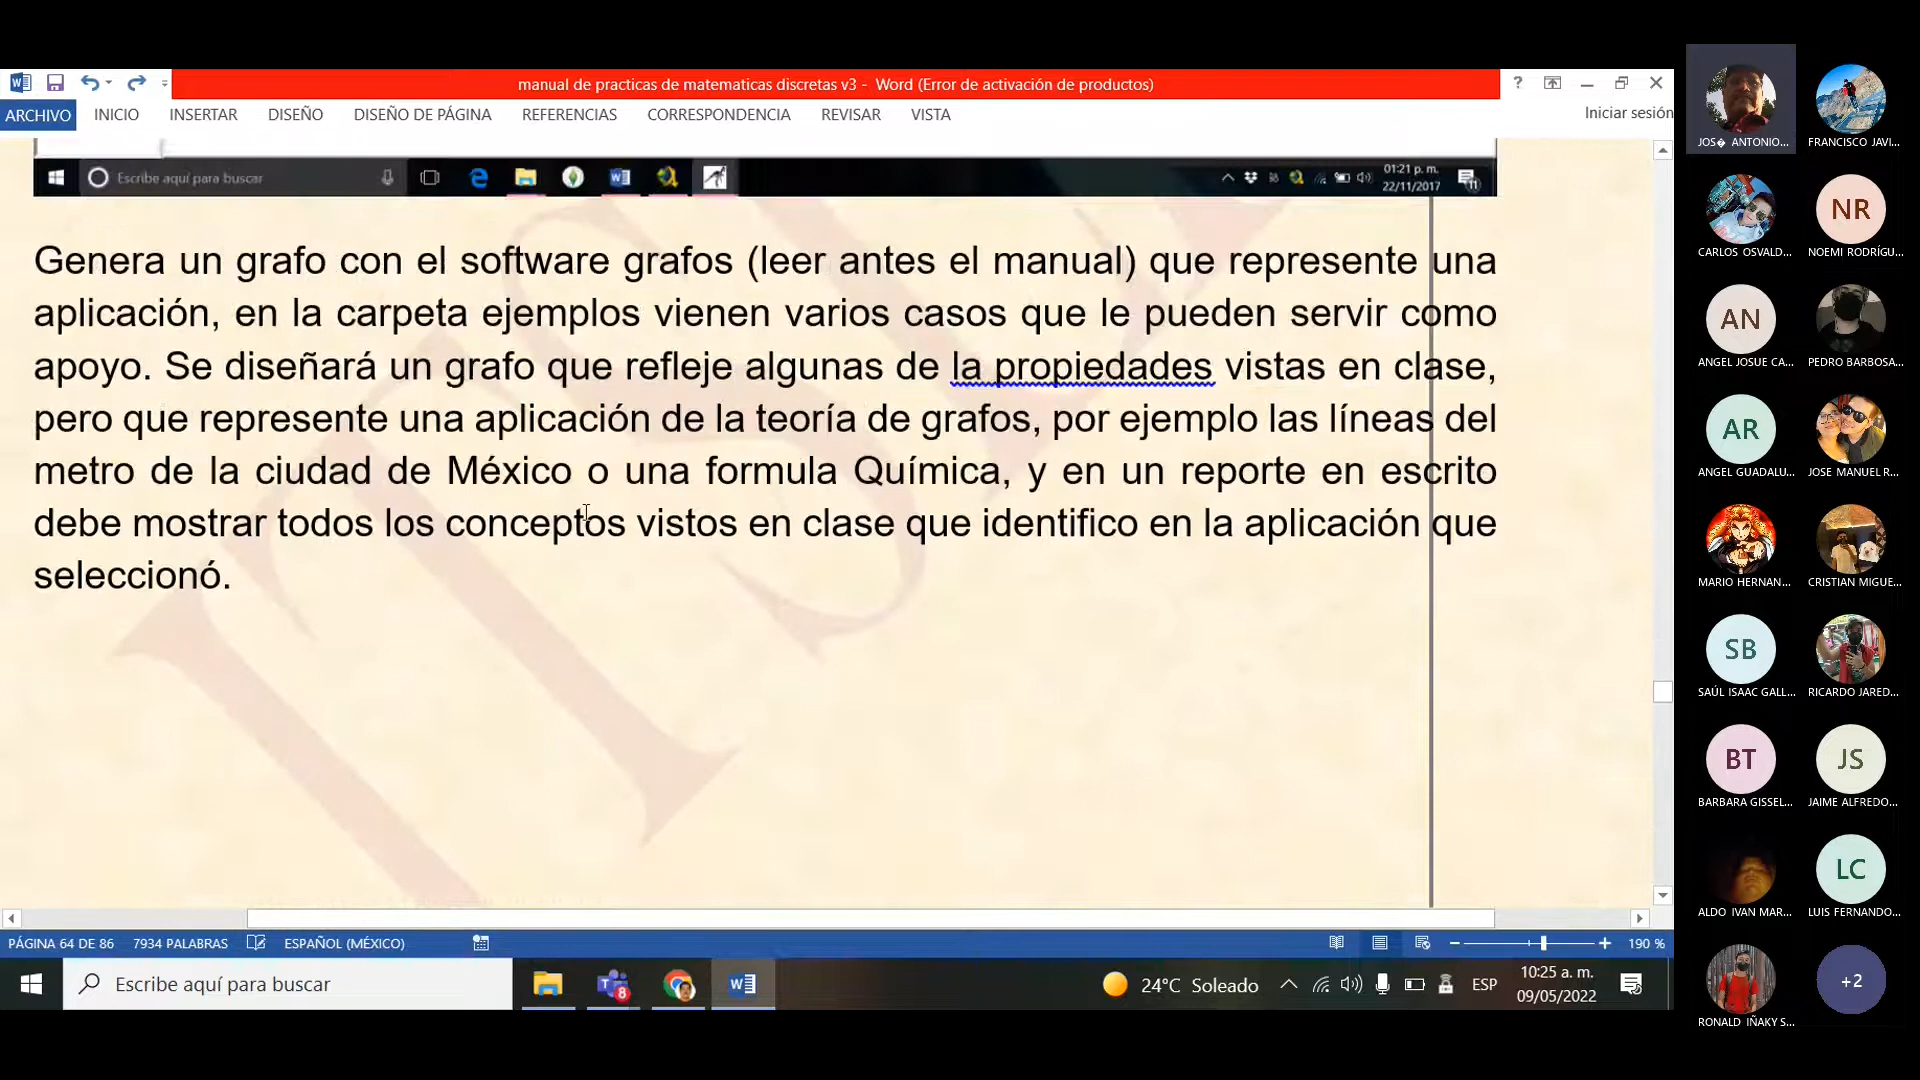 manual de practicas de matematicas discretas v3 - Word (Error de activación de productos)
ARCHIVO INICIO INSERTAR DISEÑO DISEÑO DE PÁGINA REFERENCIAS CORRESPONDENCIA REVISAR VISTA Iniciar sesión
Escribe aquí para buscar
01:21 p. m.
22/11/2017
11
Genera un grafo con el software grafos (leer antes el manual) que represente una
aplicación, en la carpeta ejemplos vienen varios casos que le pueden servir como
apoyo. Se diseñará un grafo que refleje algunas de la propiedades vistas en clase,
pero que represente una aplicación de la teoría de grafos, por ejemplo las líneas del
metro de la ciudad de México o una formula Química, y en un reporte en escrito
debe mostrar todos los conceptos vistos en clase que identifico en la aplicación que
seleccionó.
PÁGINA 64 DE 86 7934 PALABRAS ESPAÑOL (MÉXICO) 190 %
Escribe aquí para buscar
8
24°C Soleado
ESP
10:25 a. m.
09/05/2022
JOS� ANTONIO...
FRANCISCO JAVI...
CARLOS OSVALD...
NR
NOEMI RODRÍGU...
AN
ANGEL JOSUE CA...
PEDRO BARBOSA...
AR
ANGEL GUADALU...
JOSE MANUEL R...
MARIO HERNAN...
CRISTIAN MIGUE...
SB
SAÚL ISAAC GALL...
RICARDO JARED...
BT
BARBARA GISSEL...
JS
JAIME ALFREDO...
ALDO IVAN MAR...
LC
LUIS FERNANDO...
RONALD IÑAKY S...
+2